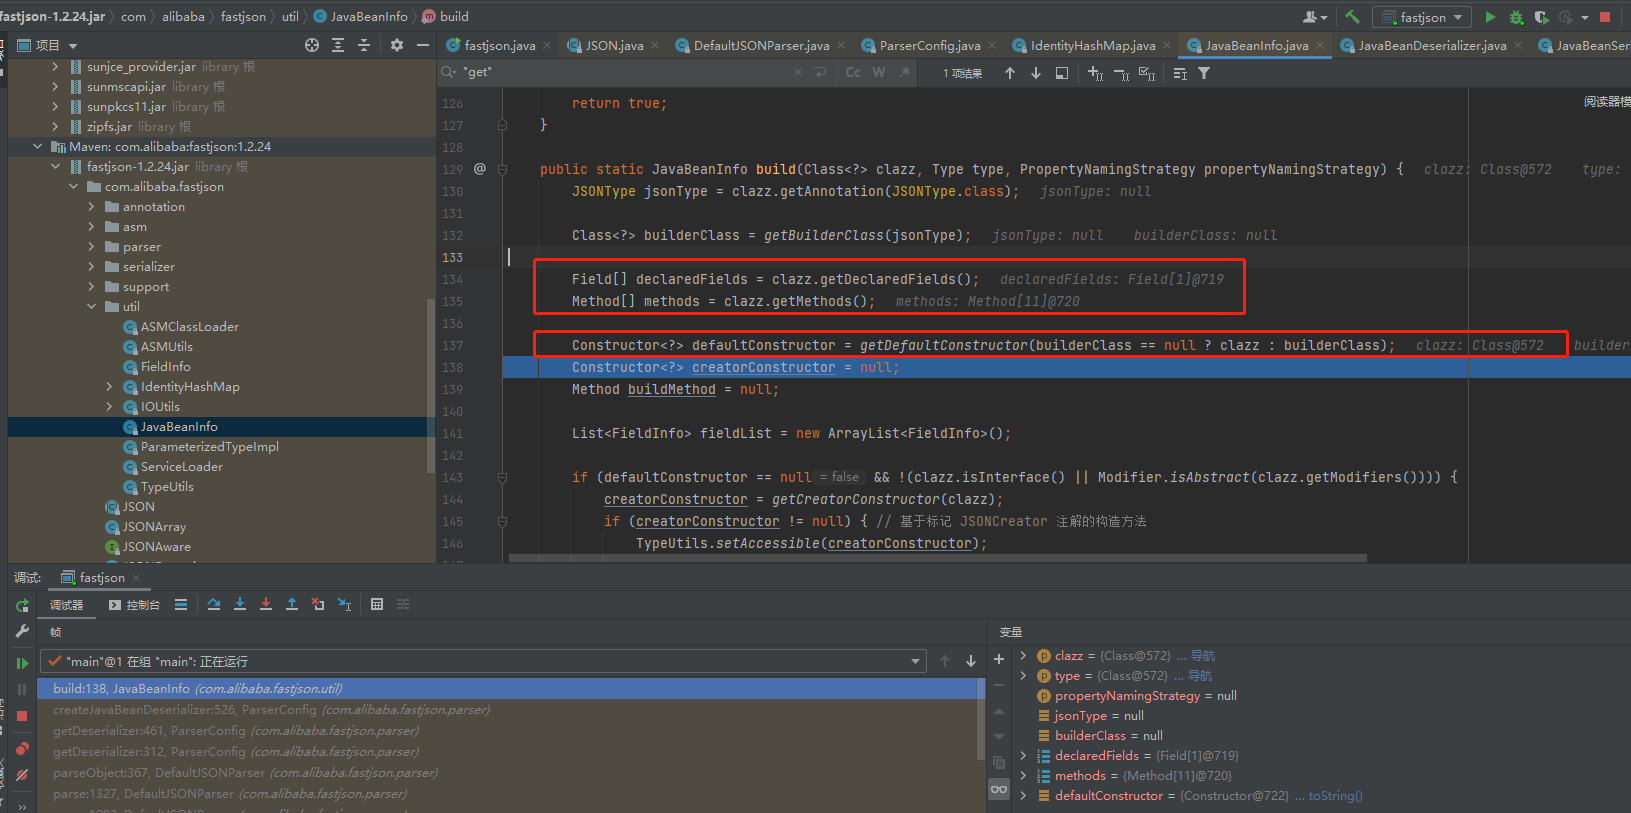 fastjson-1.2.24.jar com alibaba fastjson util JavaBeanInfo build fastjson
项目 fastjson.java JSON.java DefaultJSONParser.java ParserConfig.java IdentityHashMap.java JavaBeanInfo.java JavaBeanDeserializer.java JavaBeanSer
sunjce_provider.jar library 根
sunmscapi.jar library 根
sunpkcs11.jar library 根
zipfs.jar library 根
Maven: com.alibaba:fastjson:1.2.24
fastjson-1.2.24.jar library 根
com.alibaba.fastjson
annotation
asm
parser
serializer
support
util
ASMClassLoader
ASMUtils
FieldInfo
IdentityHashMap
IOUtils
JavaBeanInfo
ParameterizedTypeImpl
ServiceLoader
TypeUtils
JSON
JSONArray
JSONAware
"get" Cc W .* 1 项结果
阅读器模
126 return true;
127 }
128
129 @ public static JavaBeanInfo build(Class<?> clazz, Type type, PropertyNamingStrategy propertyNamingStrategy) { clazz: Class@572 type:
130 JSONType jsonType = clazz.getAnnotation(JSONType.class); jsonType: null
131
132 Class<?> builderClass = getBuilderClass(jsonType); jsonType: null builderClass: null
133
134 Field[] declaredFields = clazz.getDeclaredFields(); declaredFields: Field[1]@719
135 Method[] methods = clazz.getMethods(); methods: Method[11]@720
136
137 Constructor<?> defaultConstructor = getDefaultConstructor(builderClass == null ? clazz : builderClass); clazz: Class@572 builder
138 Constructor<?> creatorConstructor = null;
139 Method buildMethod = null;
140
141 List<FieldInfo> fieldList = new ArrayList<FieldInfo>();
142
143 if (defaultConstructor == null = false && !(clazz.isInterface() || Modifier.isAbstract(clazz.getModifiers()))) {
144 creatorConstructor = getCreatorConstructor(clazz);
145 if (creatorConstructor != null) { // 基于标记 JSONCreator 注解的构造方法
146 TypeUtils.setAccessible(creatorConstructor);
调试: fastjson
调试器 控制台
帧
"main"@1 在组 "main": 正在运行
build:138, JavaBeanInfo (com.alibaba.fastjson.util)
createJavaBeanDeserializer:526, ParserConfig (com.alibaba.fastjson.parser)
getDeserializer:461, ParserConfig (com.alibaba.fastjson.parser)
getDeserializer:312, ParserConfig (com.alibaba.fastjson.parser)
parseObject:367, DefaultJSONParser (com.alibaba.fastjson.parser)
parse:1327, DefaultJSONParser (com.alibaba.fastjson.parser)
变量
clazz = {Class@572} ... 导航
type = {Class@572} ... 导航
propertyNamingStrategy = null
jsonType = null
builderClass = null
declaredFields = {Field[1]@719}
methods = {Method[11]@720}
defaultConstructor = {Constructor@722} ... toString()